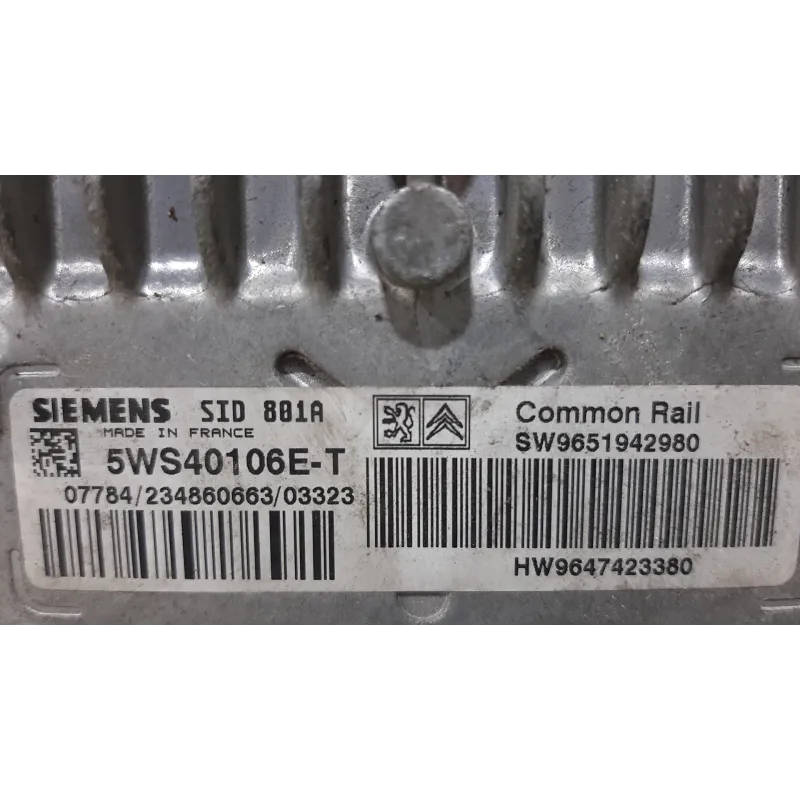 SIEMENS SID 801A
MADE IN FRANCE
5WS40106E-T
07784/234860663/03323
Common Rail
SW9651942980
HW9647423380